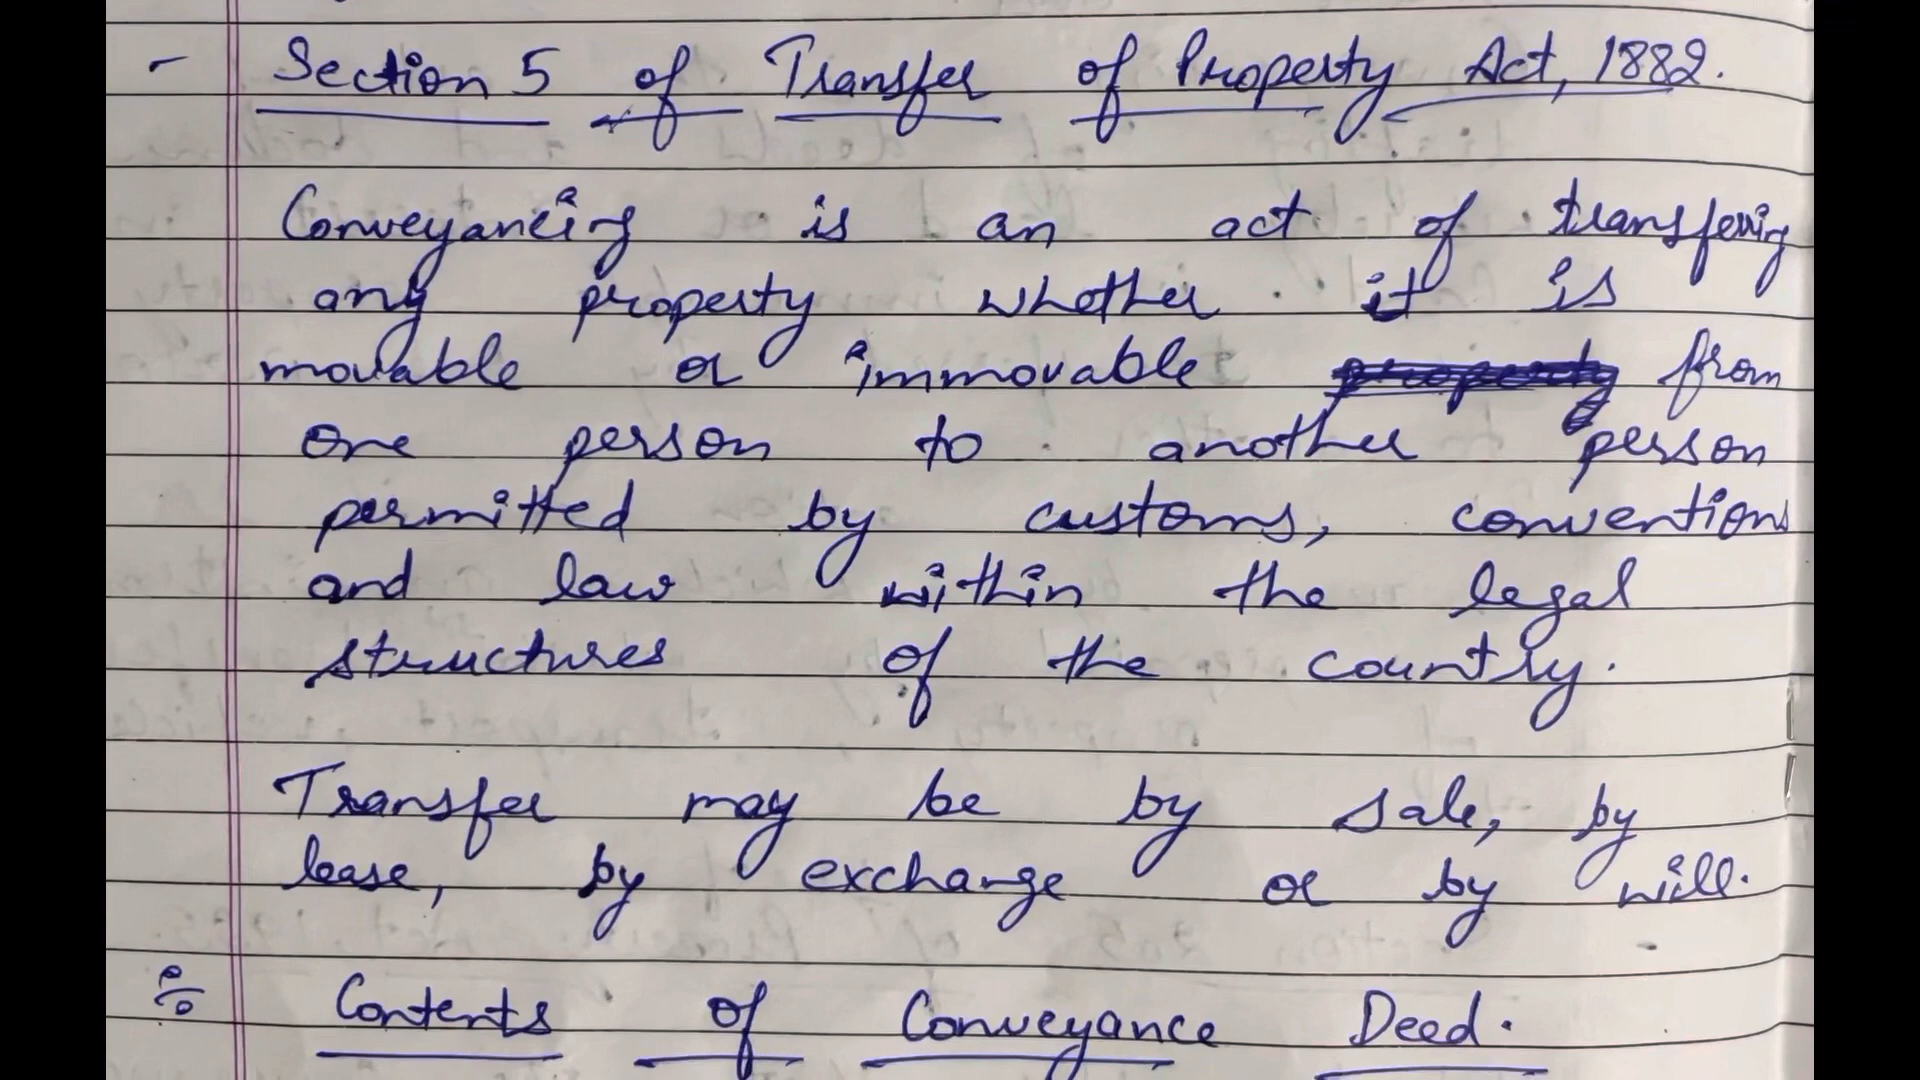 - Section 5 of Transfer of Property Act, 1882.
Conveyancing is an act of transfering
any property whether it is
movable or immovable property from
one person to another person
permitted by customs, conventions
and law within the legal
structures of the country.
Transfer may be by sale, by
lease, by exchange or by will.
Contents of Conveyance Deed.